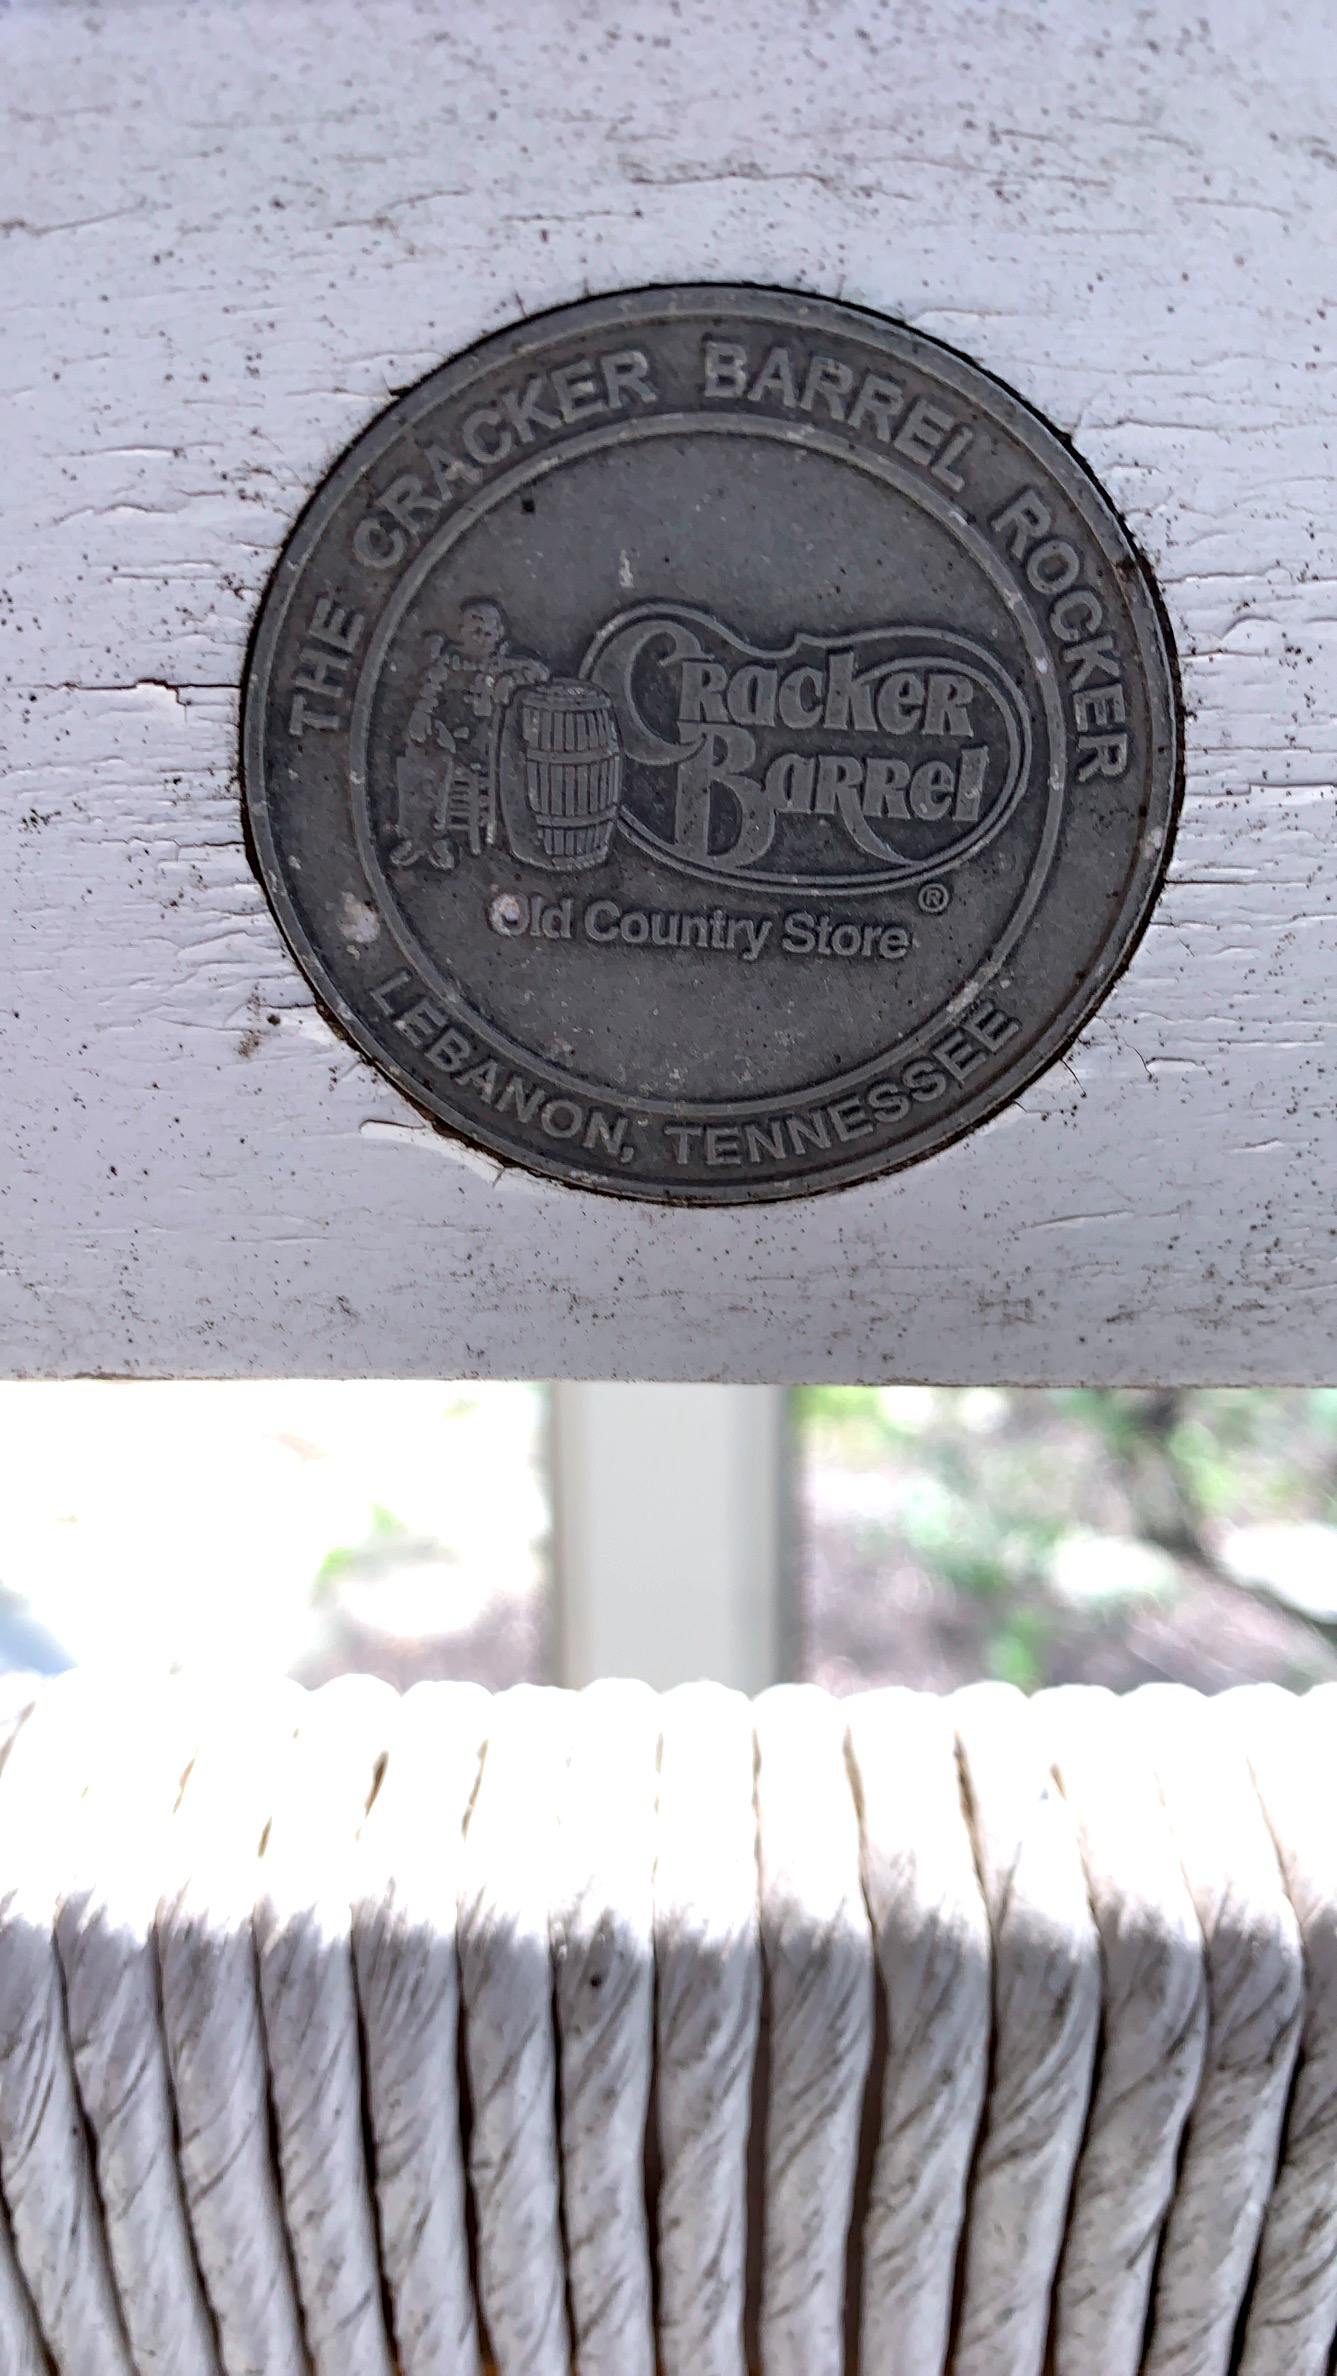 THE CRACKER BARREL ROCKER
Cracker
Barrel
®
Old Country Store
LEBANON, TENNESSEE